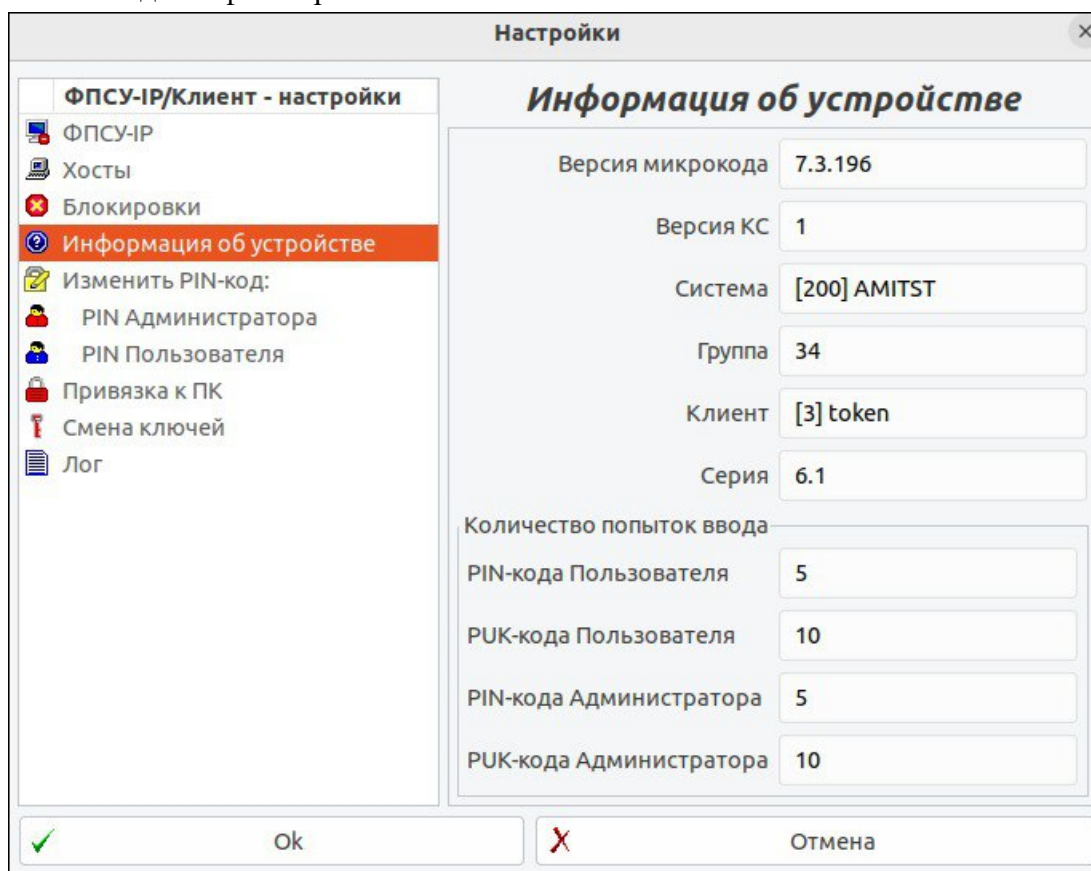 Настройки
ФПСУ-IP/Клиент - настройки
ФПСУ-IP
Хосты
Блокировки
Информация об устройстве
Изменить PIN-код:
PIN Администратора
PIN Пользователя
Привязка к ПК
Смена ключей
Лог
Информация об устройстве
Версия микрокода 7.3.196
Версия КС 1
Система [200] AMITST
Группа 34
Клиент [3] token
Серия 6.1
Количество попыток ввода
PIN-кода Пользователя 5
PUK-кода Пользователя 10
PIN-кода Администратора 5
PUK-кода Администратора 10
Ok
Отмена